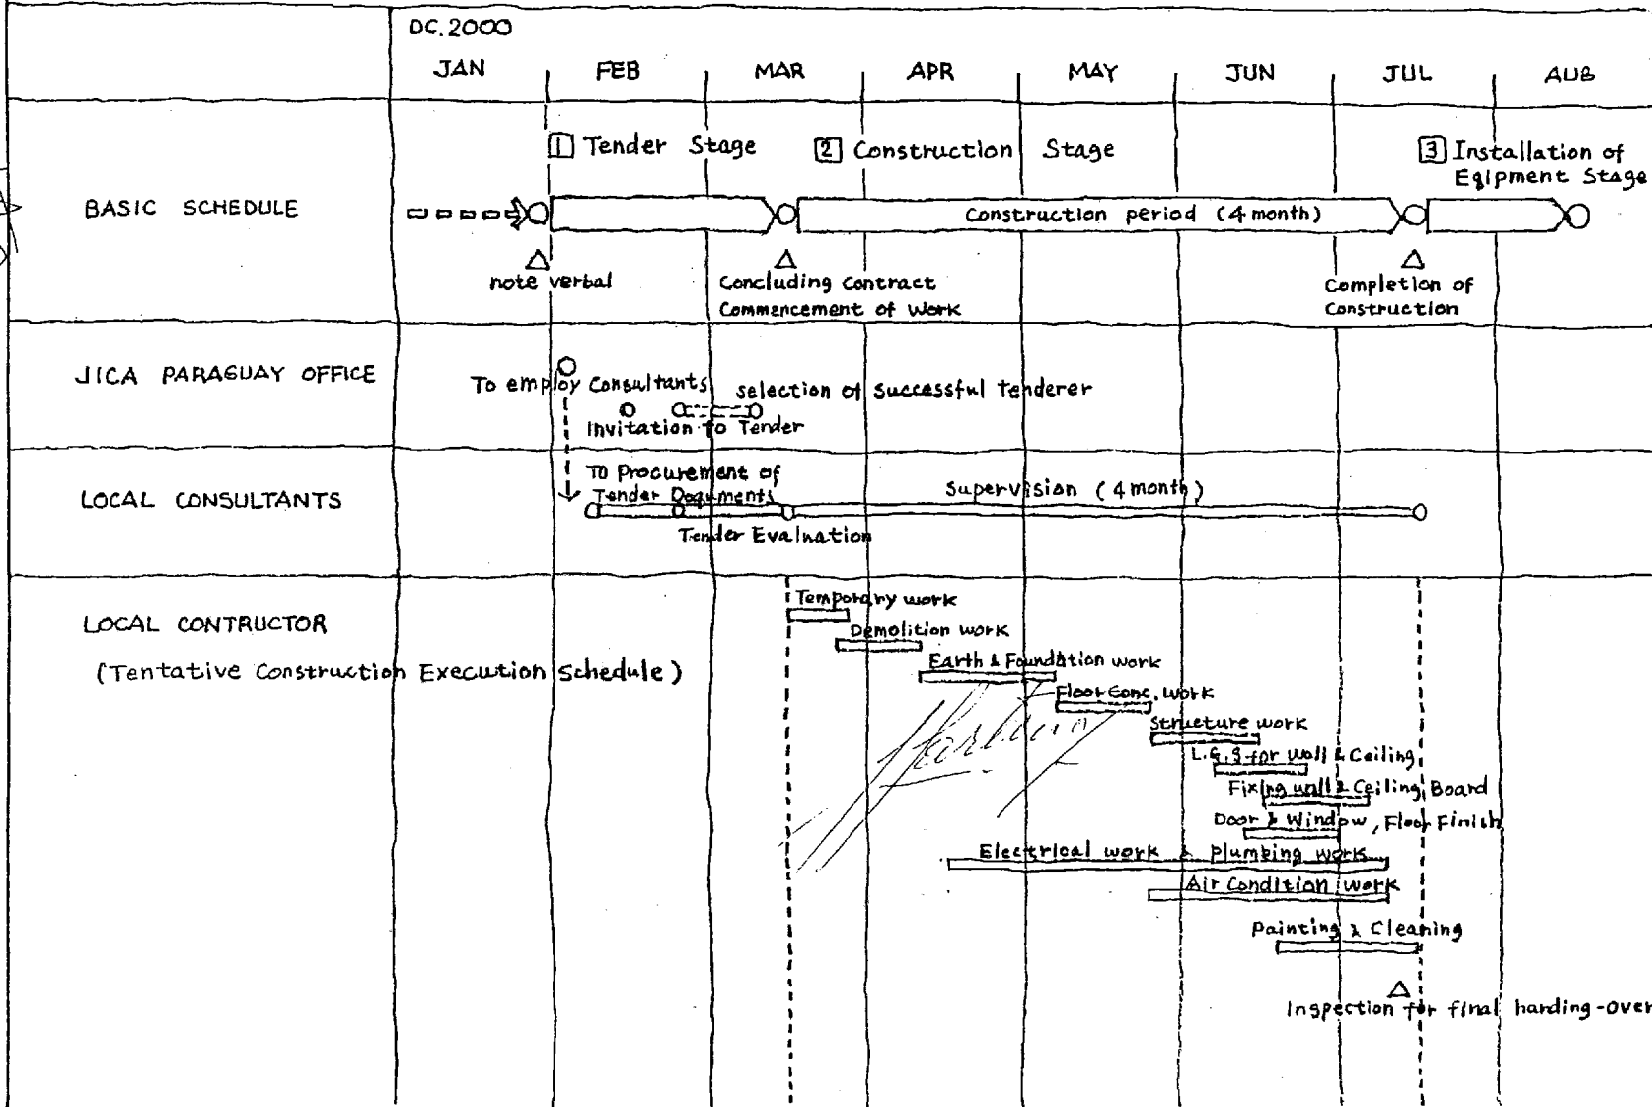 DC.2000
JAN FEB MAR APR MAY JUN JUL AUG
1 Tender Stage 2 Construction Stage 3 Installation of
Eqipment Stage
BASIC SCHEDULE
Construction period (4 month)
note verbal
Concluding contract
Commencement of work
Completion of
Construction
JICA PARAGUAY OFFICE
To employ Consultants
selection of successful tenderer
Invitation to Tender
LOCAL CONSULTANTS
To Procurement of
Tender Doquments
Supervision (4 month)
Tender Evaluation
LOCAL CONTRUCTOR
(Tentative Construction Execution Schedule)
Temporary work
Demolition work
Earth & Foundation work
Floor Conc. work
Structure work
L.G.S for wall & Ceiling
Fixing wall & Ceiling Board
Door & Window, Floor Finish
Electrical work & plumbing work
Air Condition work
Painting & Cleaning
Inspection for final harding-over